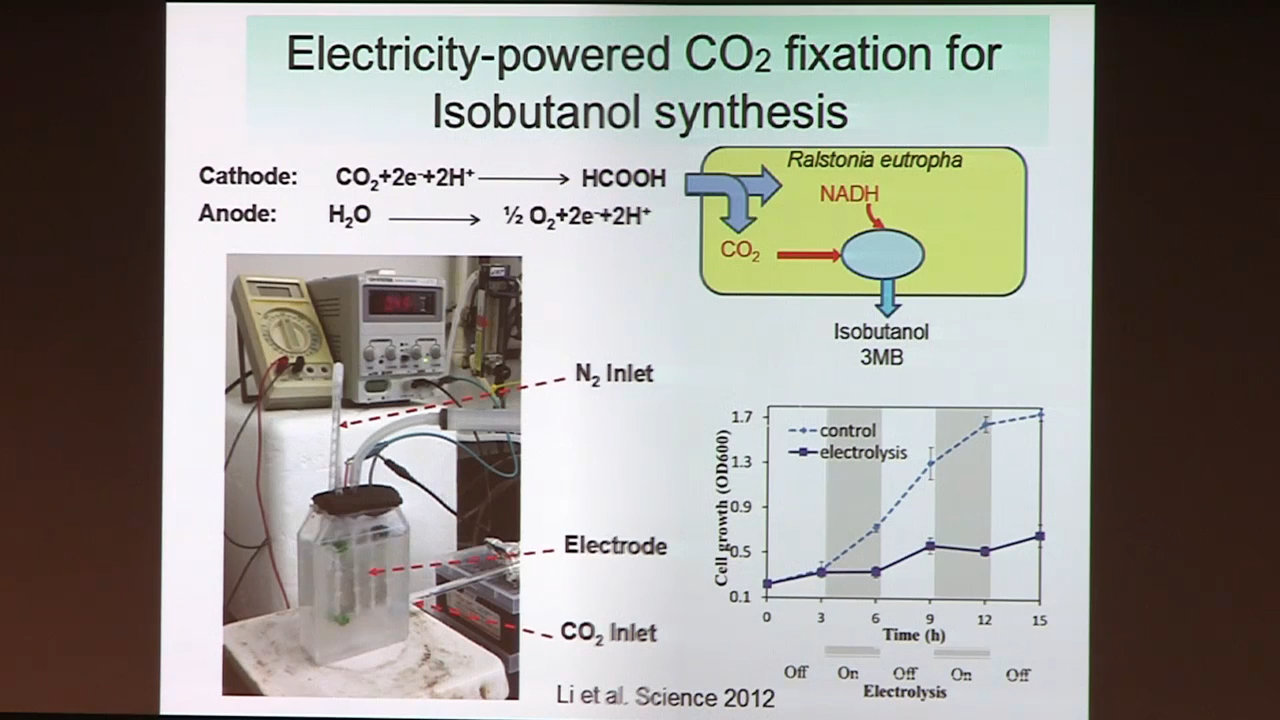 Electricity-powered CO₂ fixation for
Isobutanol synthesis
Cathode: CO₂+2e⁻+2H⁺ → HCOOH
Anode: H₂O → ½ O₂+2e⁻+2H⁺
Ralstonia eutropha
NADH
CO₂
Isobutanol
3MB
N₂ Inlet
Electrode
CO₂ Inlet
Li et al. Science 2012
control
electrolysis
Cell growth (OD600)
1.7
1.3
0.9
0.5
0.1
0 3 6 9 12 15
Time (h)
Off On Off On Off
Electrolysis